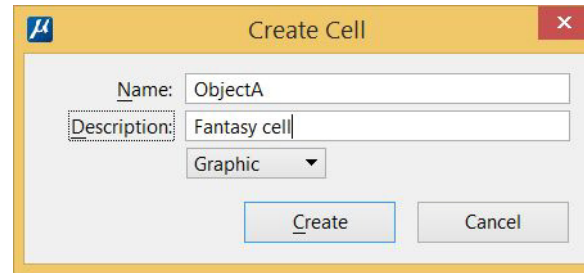 μ Create Cell ×
Name: ObjectA
Description: Fantasy cell
Graphic
Create Cancel